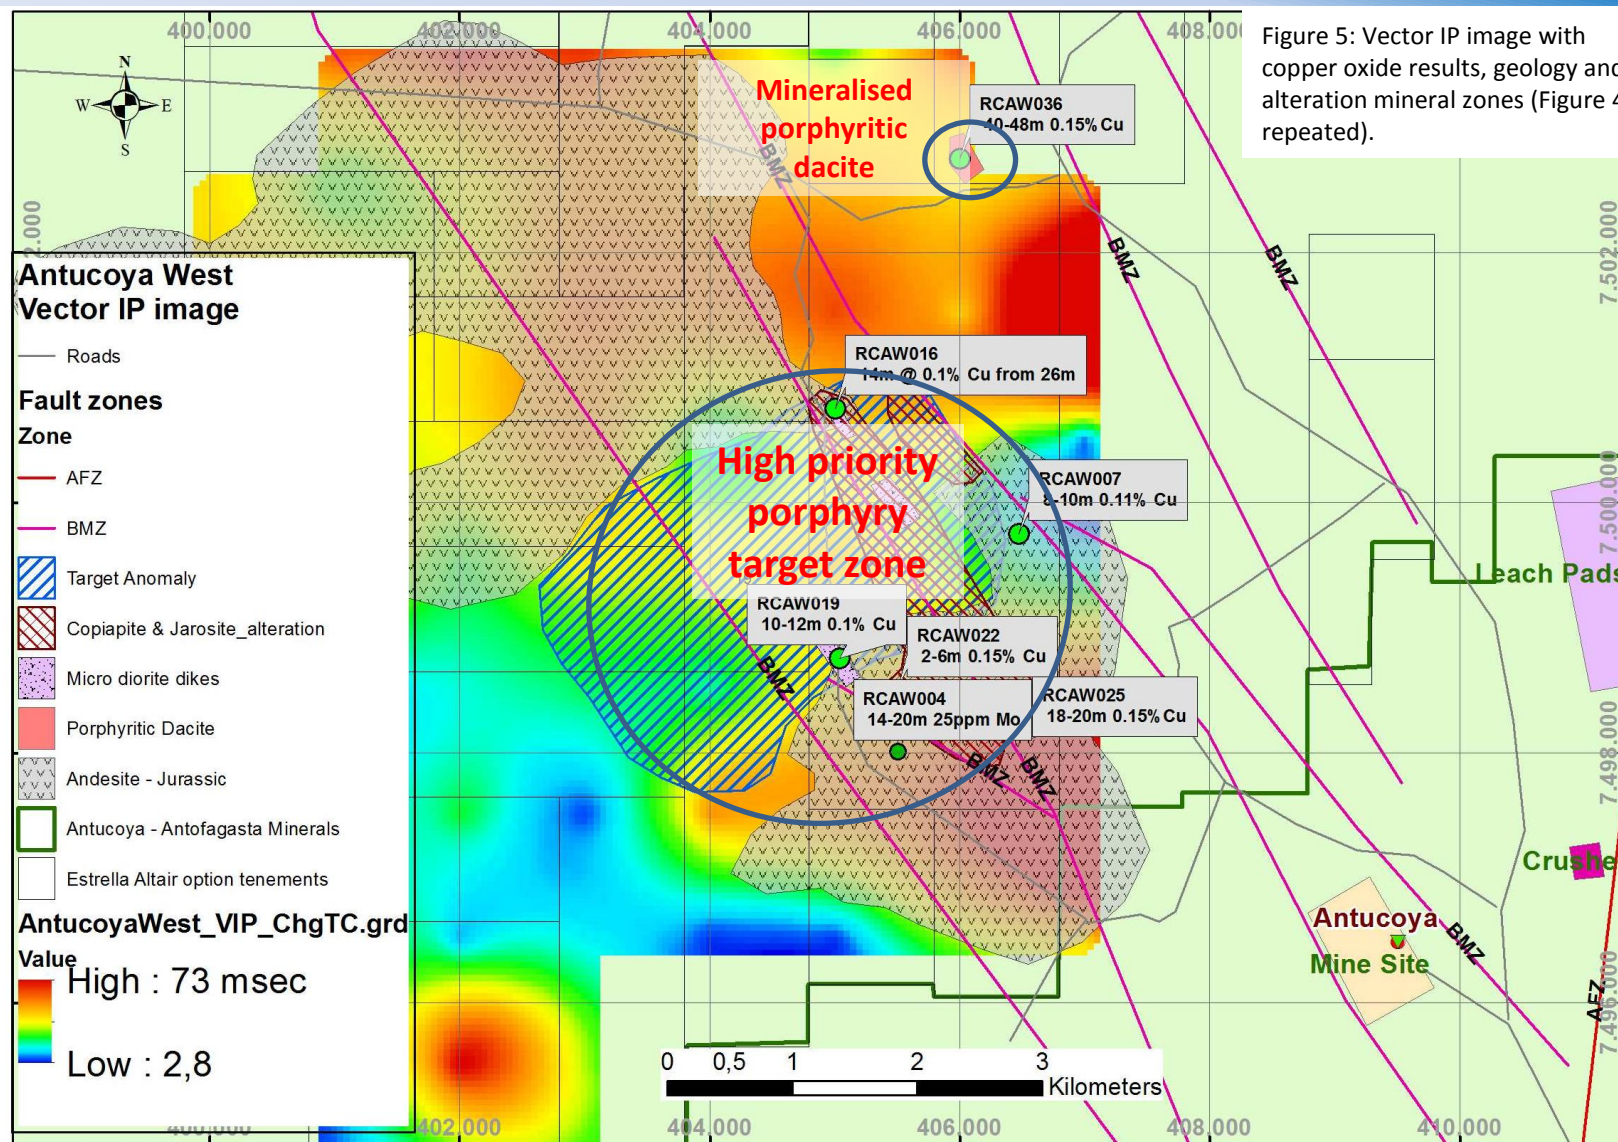 400.000
402.000
404.000
406.000
408.000
Figure 5: Vector IP image with
copper oxide results, geology and
alteration mineral zones (Figure 4
repeated).
N
W
E
S
Mineralised
porphyritic
dacite
RCAW036
40-48m 0.15% Cu
BMZ
BMZ
BMZ
7.502.000
Antucoya West
Vector IP image
Roads
Fault zones
Zone
AFZ
BMZ
Target Anomaly
Copiapite & Jarosite_alteration
Micro diorite dikes
Porphyritic Dacite
Andesite - Jurassic
Antucoya - Antofagasta Minerals
Estrella Altair option tenements
AntucoyaWest_VIP_ChgTC.grd
Value
High : 73 msec
Low : 2,8
RCAW016
14m @ 0.1% Cu from 26m
High priority
porphyry
target zone
RCAW007
8-10m 0.11% Cu
7.500.000
Leach Pads
RCAW019
10-12m 0.1% Cu
RCAW022
2-6m 0.15% Cu
BMZ
RCAW004
14-20m 25ppm Mo
RCAW025
18-20m 0.15% Cu
BMZ
BMZ
7.498.000
Antucoya
Mine Site
BMZ
AFZ
7.496.000
0 0,5 1 2 3
Kilometers
400.000
402.000
404.000
406.000
408.000
410.000